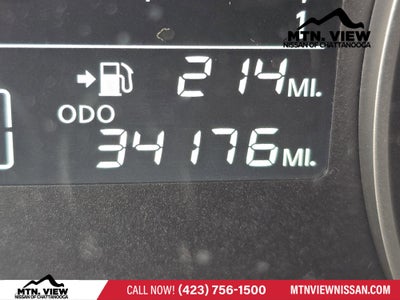 MTN. VIEW
NISSAN OF CHATTANOOGA
1
214 MI.
ODO
34176 MI.
MTN. VIEW
NISSAN OF CHATTANOOGA
CALL NOW! (423) 756-1500
MTNVIEWNISSAN.COM